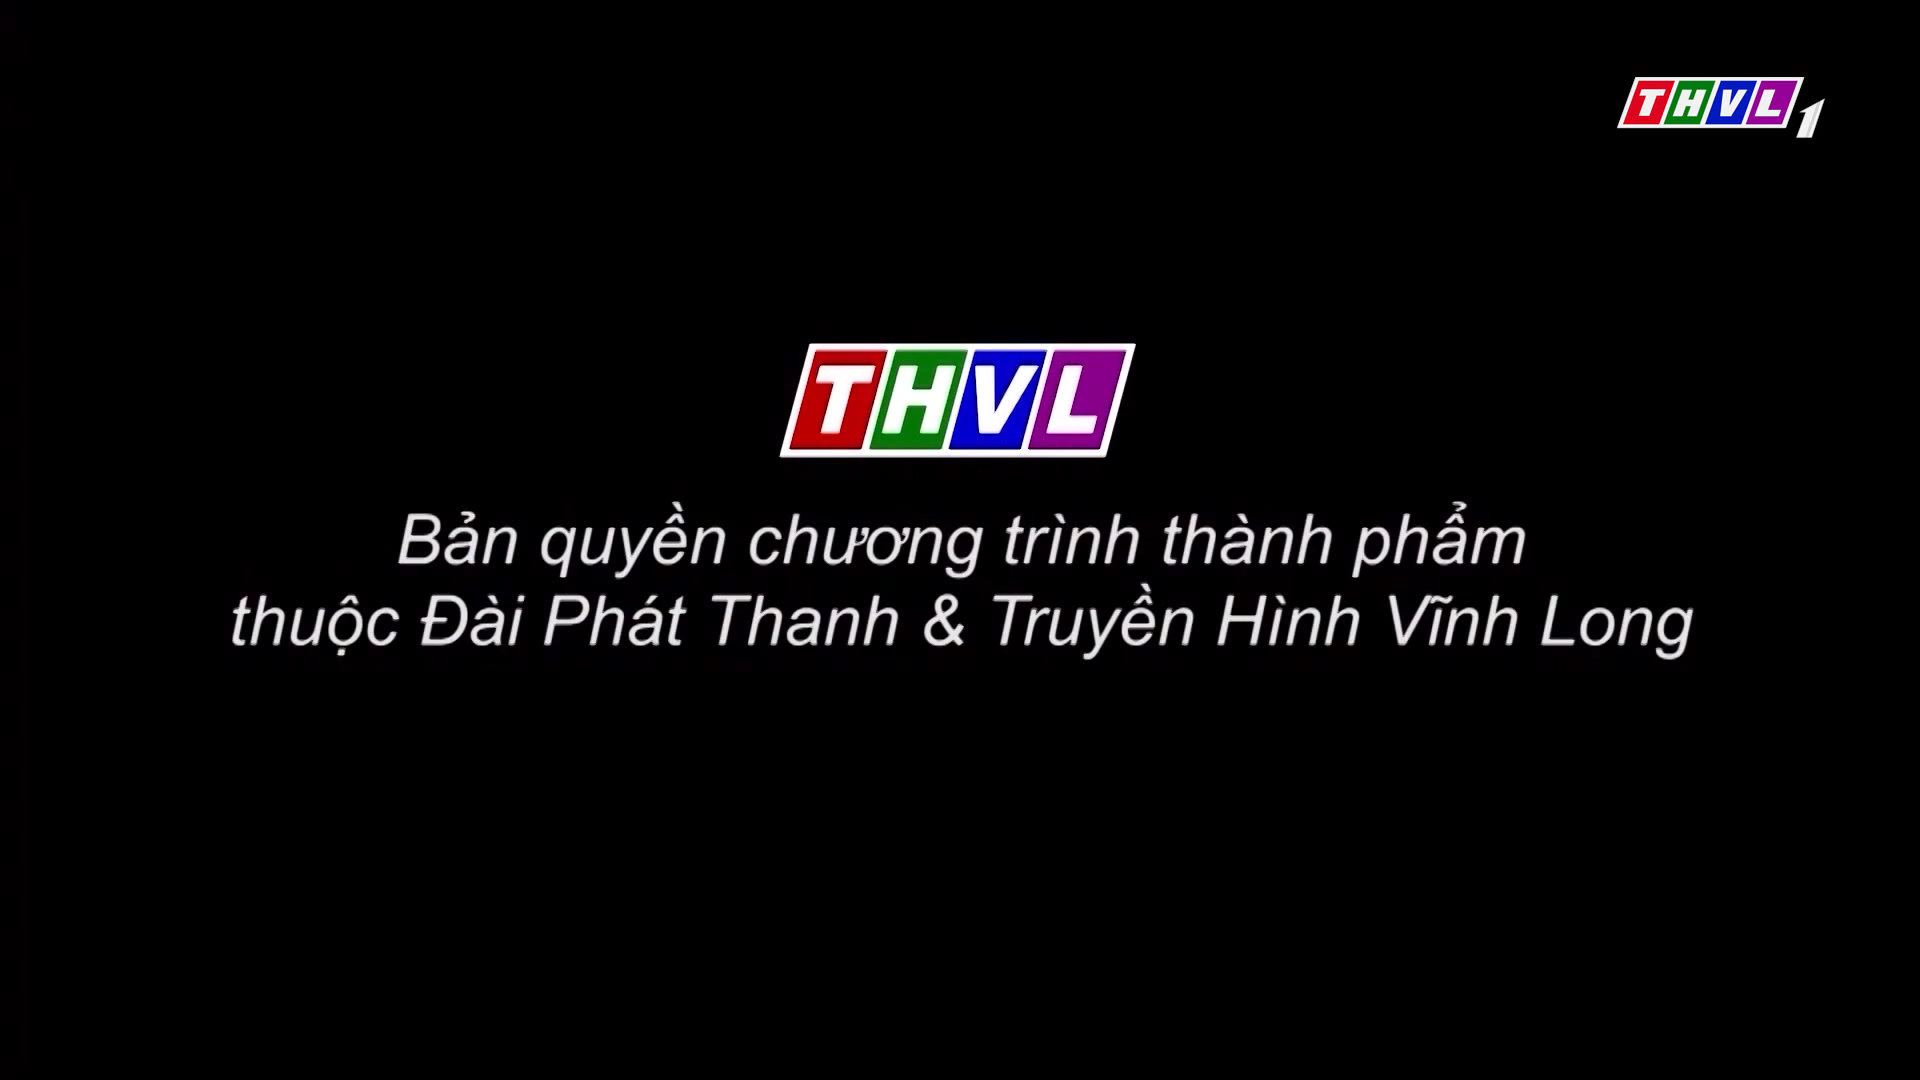 THVL1
THVL
Bản quyền chương trình thành phẩm
thuộc Đài Phát Thanh & Truyền Hình Vĩnh Long